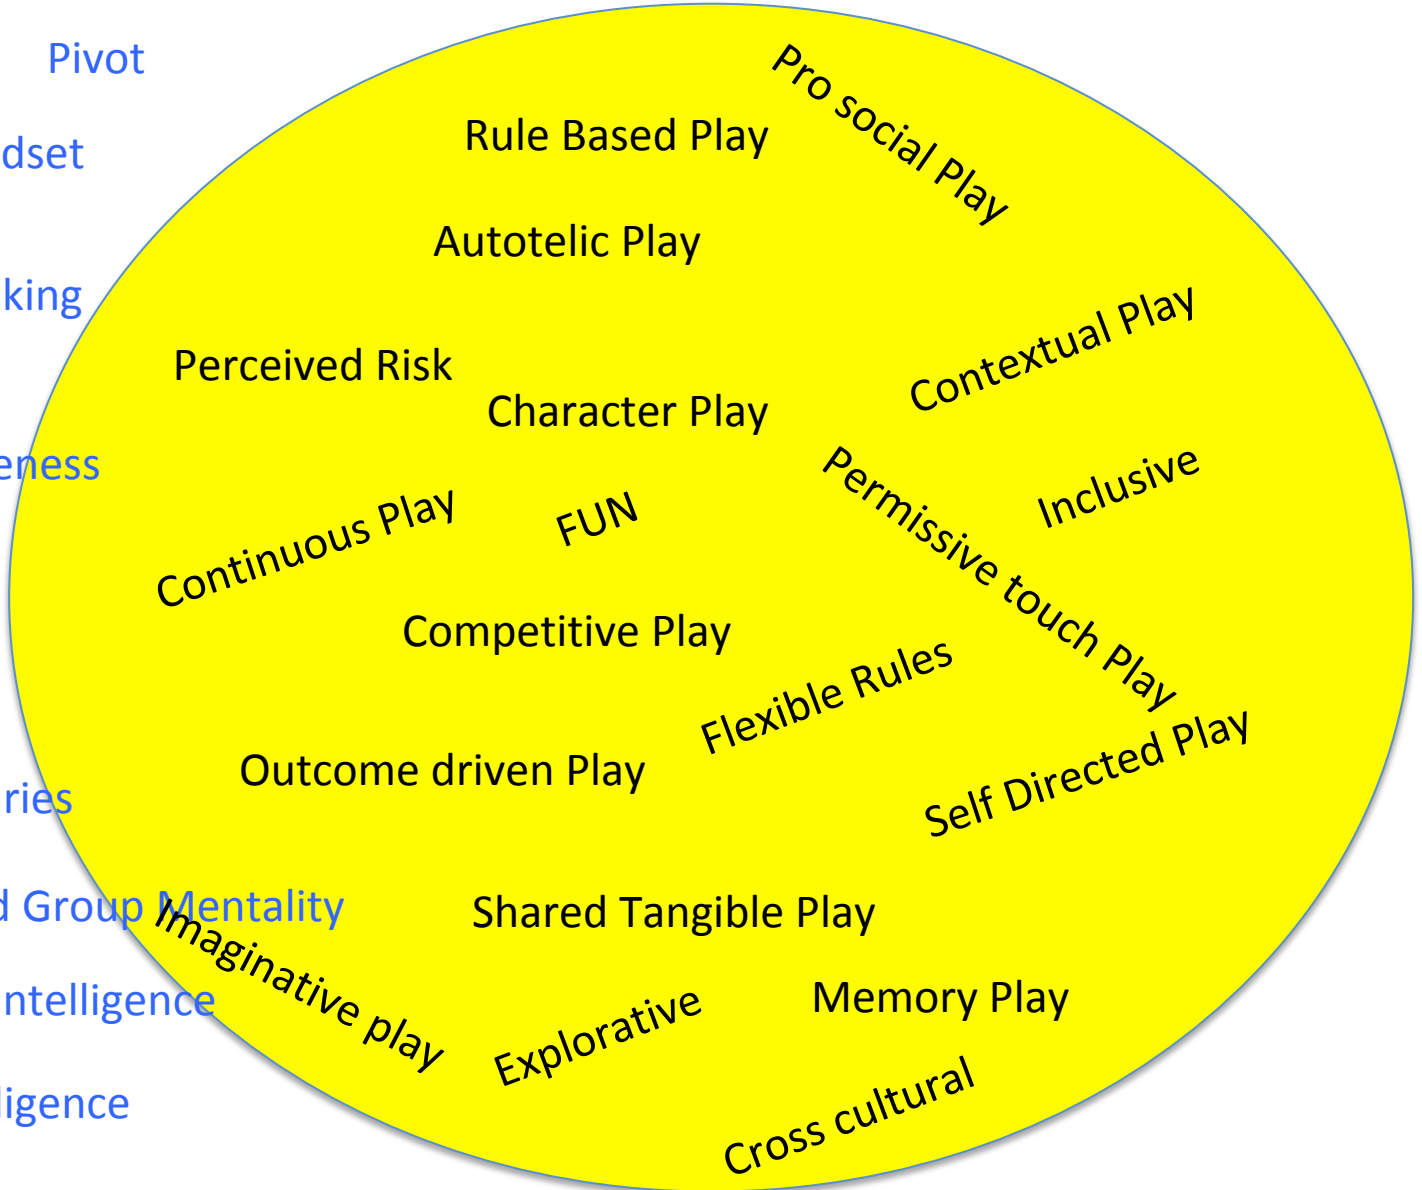 Pivot
Pro social Play
Rule Based Play
dset
Autotelic Play
king
Contextual Play
Perceived Risk
Character Play
eness
Inclusive
Permissive touch Play
Continuous Play
FUN
Competitive Play
Flexible Rules
Outcome driven Play
Self Directed Play
ries
d Group Mentality
Shared Tangible Play
Imaginative play
ntelligence
Memory Play
Explorative
ligence
Cross cultural